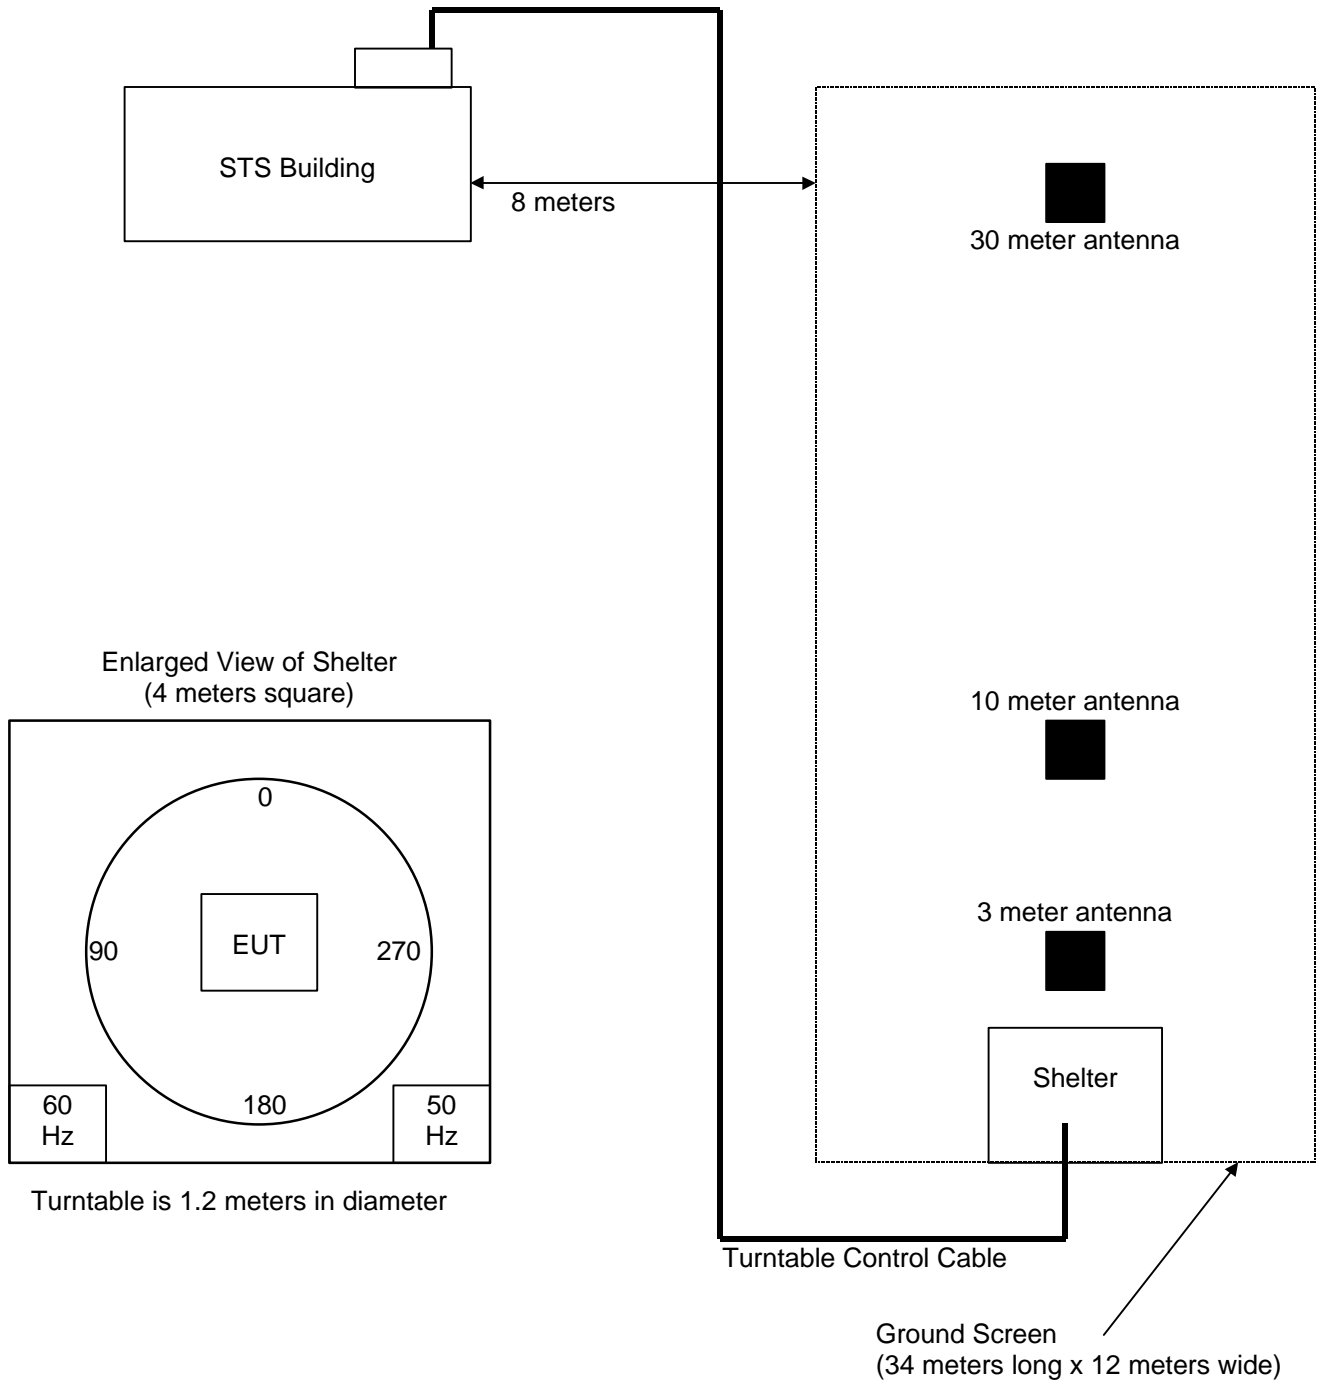 STS Building
8 meters
30 meter antenna
Enlarged View of Shelter
(4 meters square)
10 meter antenna
0
3 meter antenna
90
EUT
270
Shelter
60
Hz
180
50
Hz
Turntable is 1.2 meters in diameter
Turntable Control Cable
Ground Screen
(34 meters long x 12 meters wide)